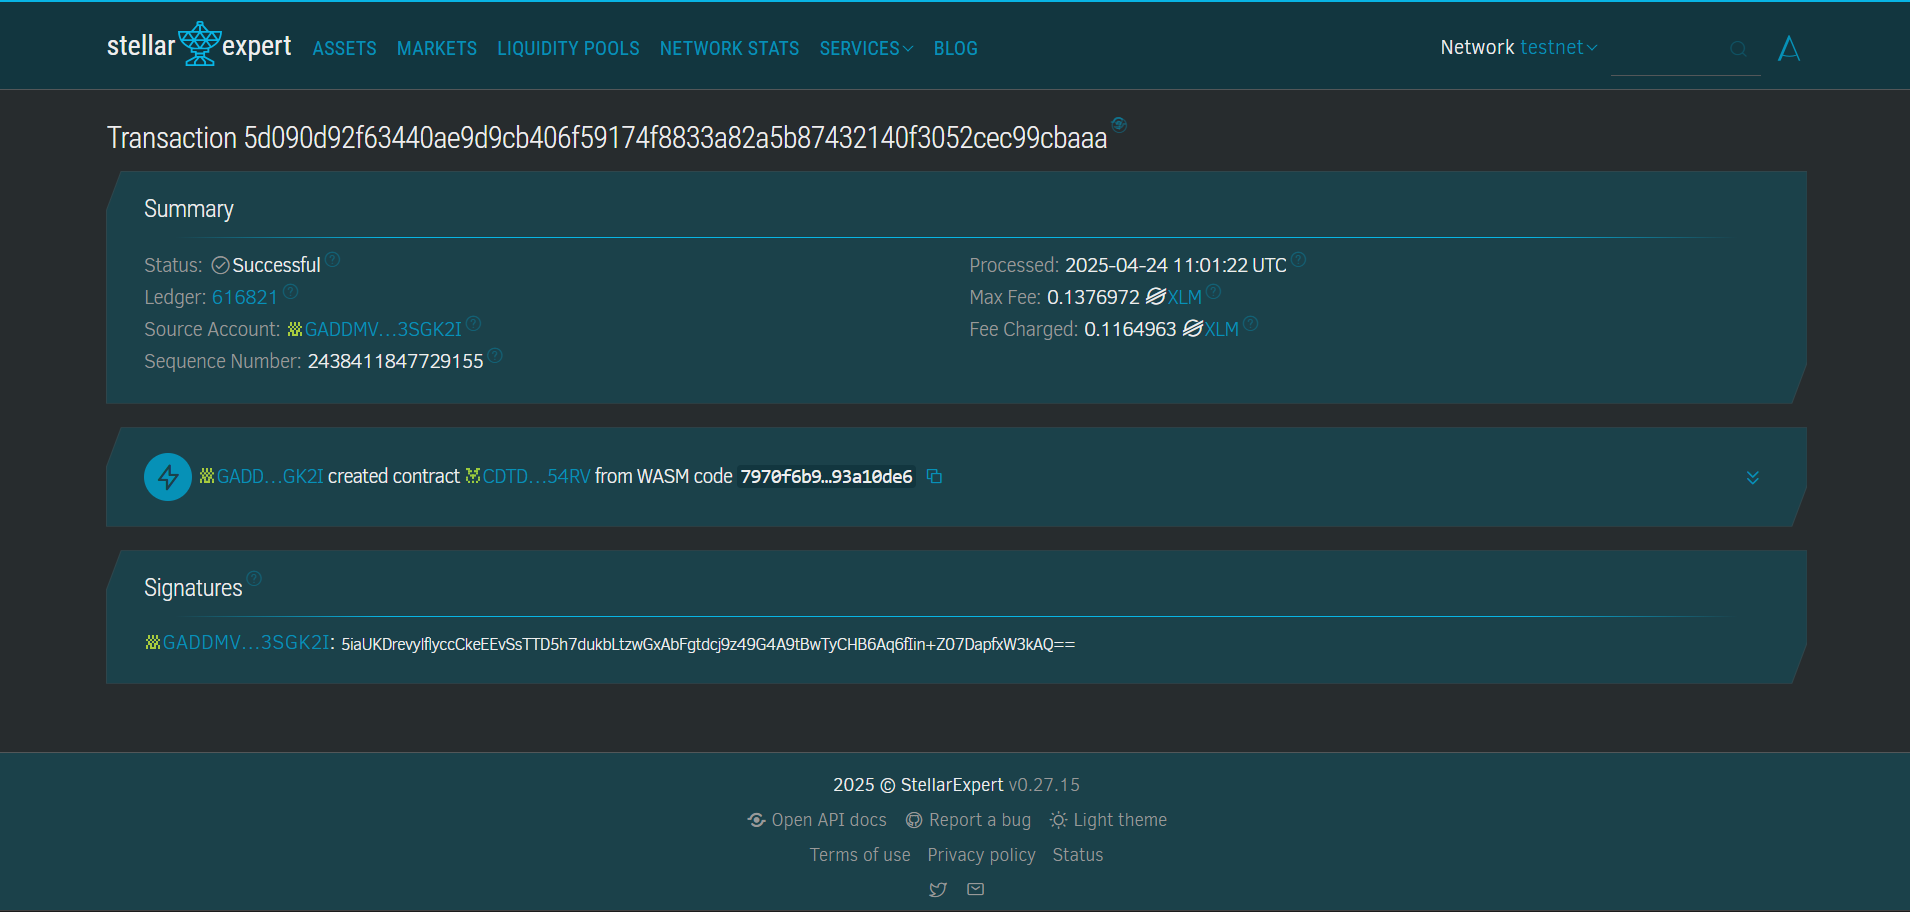 stellar expert ASSETS MARKETS LIQUIDITY POOLS NETWORK STATS SERVICES BLOG Network testnet
Transaction 5d090d92f63440ae9d9cb406f59174f8833a82a5b87432140f3052cec99cbaaa
Summary
Status: Successful
Ledger: 616821
Source Account: GADDMV...3SGK2I
Sequence Number: 2438411847729155
Processed: 2025-04-24 11:01:22 UTC
Max Fee: 0.1376972 XLM
Fee Charged: 0.1164963 XLM
GADD...GK2I created contract CDTD...54RV from WASM code 7970f6b9…93a10de6
Signatures
GADDMV...3SGK2I: 5iaUKDrevylflyccCkeEEvSsTTD5h7dukbLtzwGxAbFgtdcj9z49G4A9tBwTyCHB6Aq6fIin+Z07DapfxW3kAQ==
2025 © StellarExpert v0.27.15
Open API docs Report a bug Light theme
Terms of use Privacy policy Status